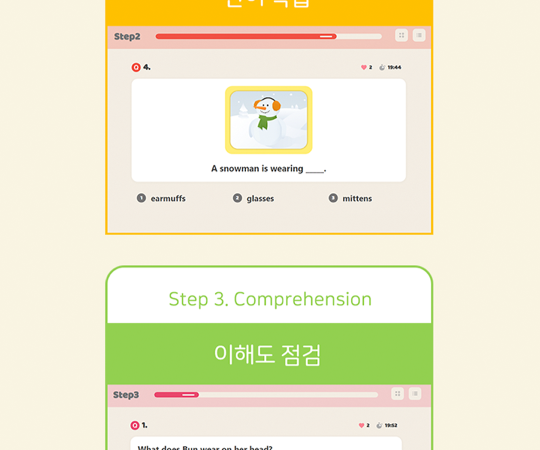 Step2
Q 4.
2 19:44
A snowman is wearing ____.
1 earmuffs
2 glasses
3 mittens
Step 3. Comprehension
이해도 점검
Step3
Q 1.
2 19:52
What does Bun wear on her head?